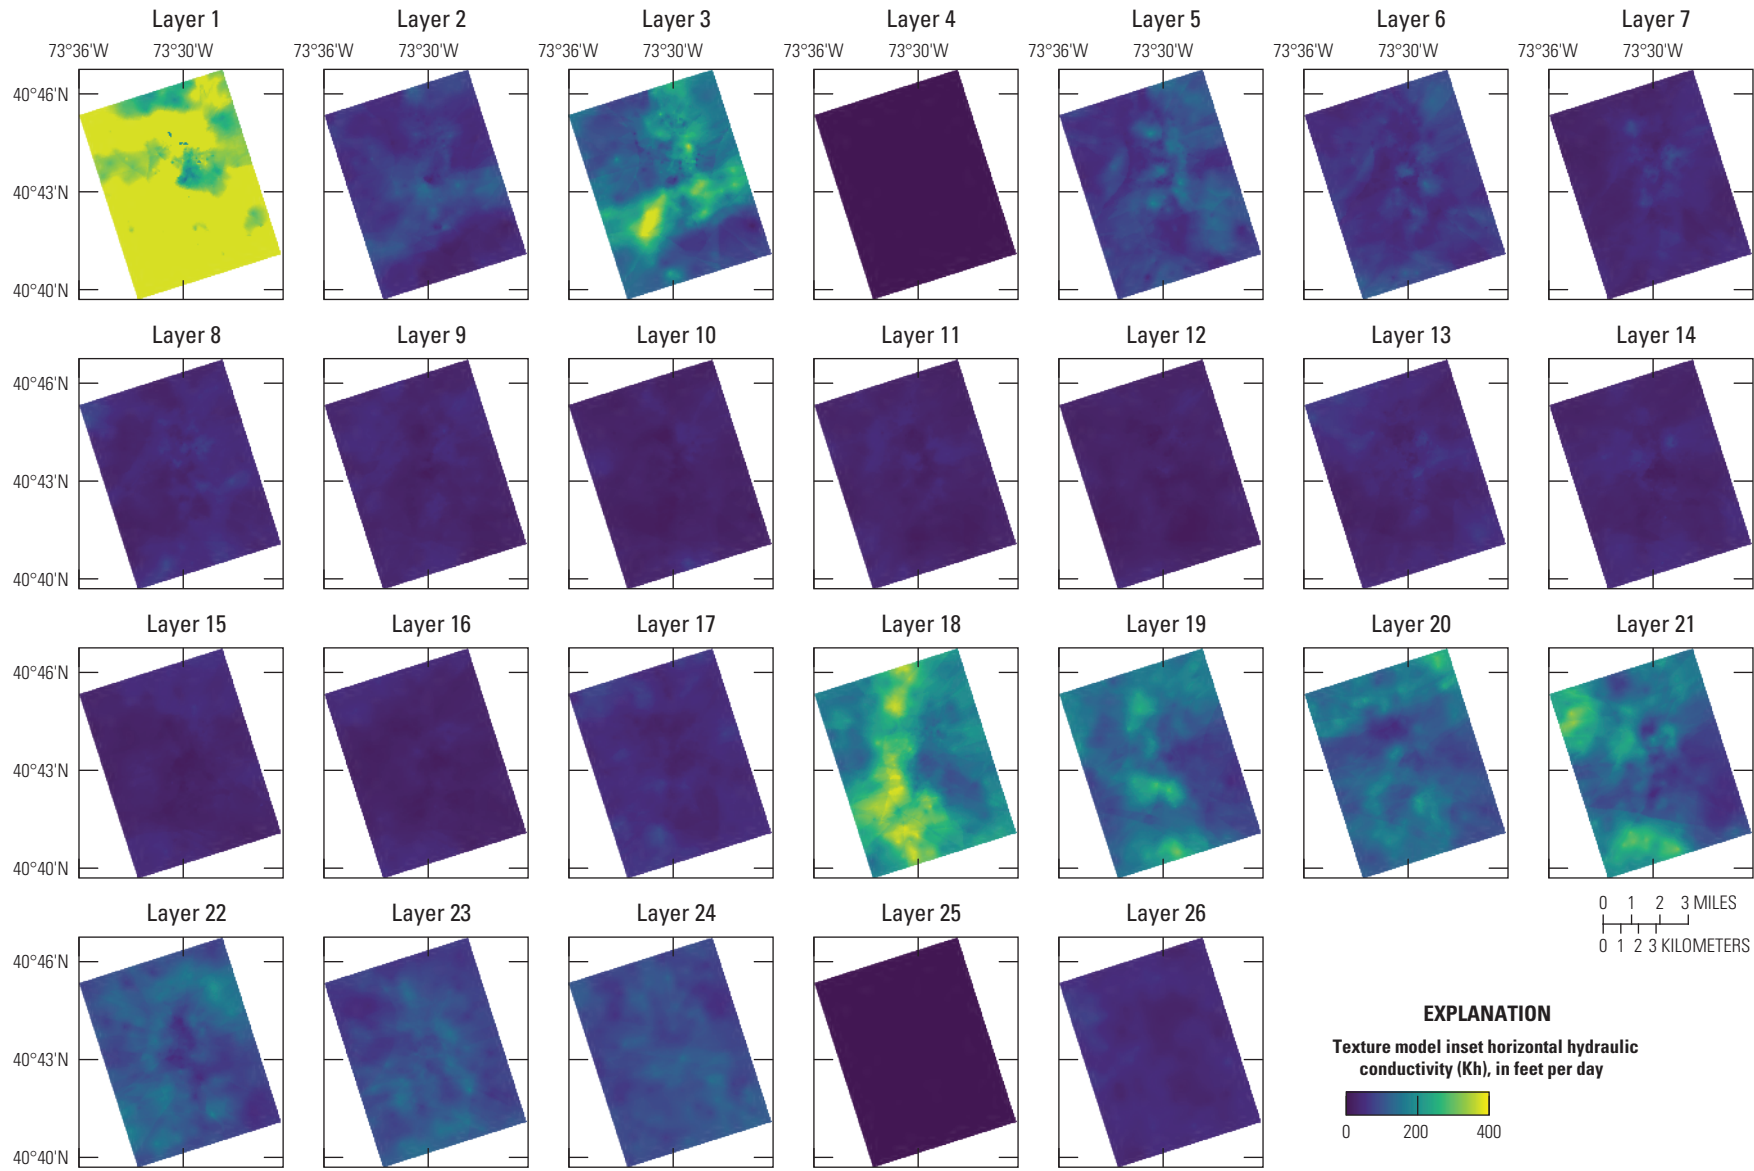 Layer 1 Layer 2 Layer 3 Layer 4 Layer 5 Layer 6 Layer 7
73°36'W 73°30'W 73°36'W 73°30'W 73°36'W 73°30'W 73°36'W 73°30'W 73°36'W 73°30'W 73°36'W 73°30'W 73°36'W 73°30'W
40°46'N
40°43'N
40°40'N
Layer 8 Layer 9 Layer 10 Layer 11 Layer 12 Layer 13 Layer 14
40°46'N
40°43'N
40°40'N
Layer 15 Layer 16 Layer 17 Layer 18 Layer 19 Layer 20 Layer 21
40°46'N
40°43'N
40°40'N
0 1 2 3 MILES
0 1 2 3 KILOMETERS
Layer 22 Layer 23 Layer 24 Layer 25 Layer 26
40°46'N
40°43'N
40°40'N
EXPLANATION
Texture model inset horizontal hydraulic
conductivity (Kh), in feet per day
0 200 400